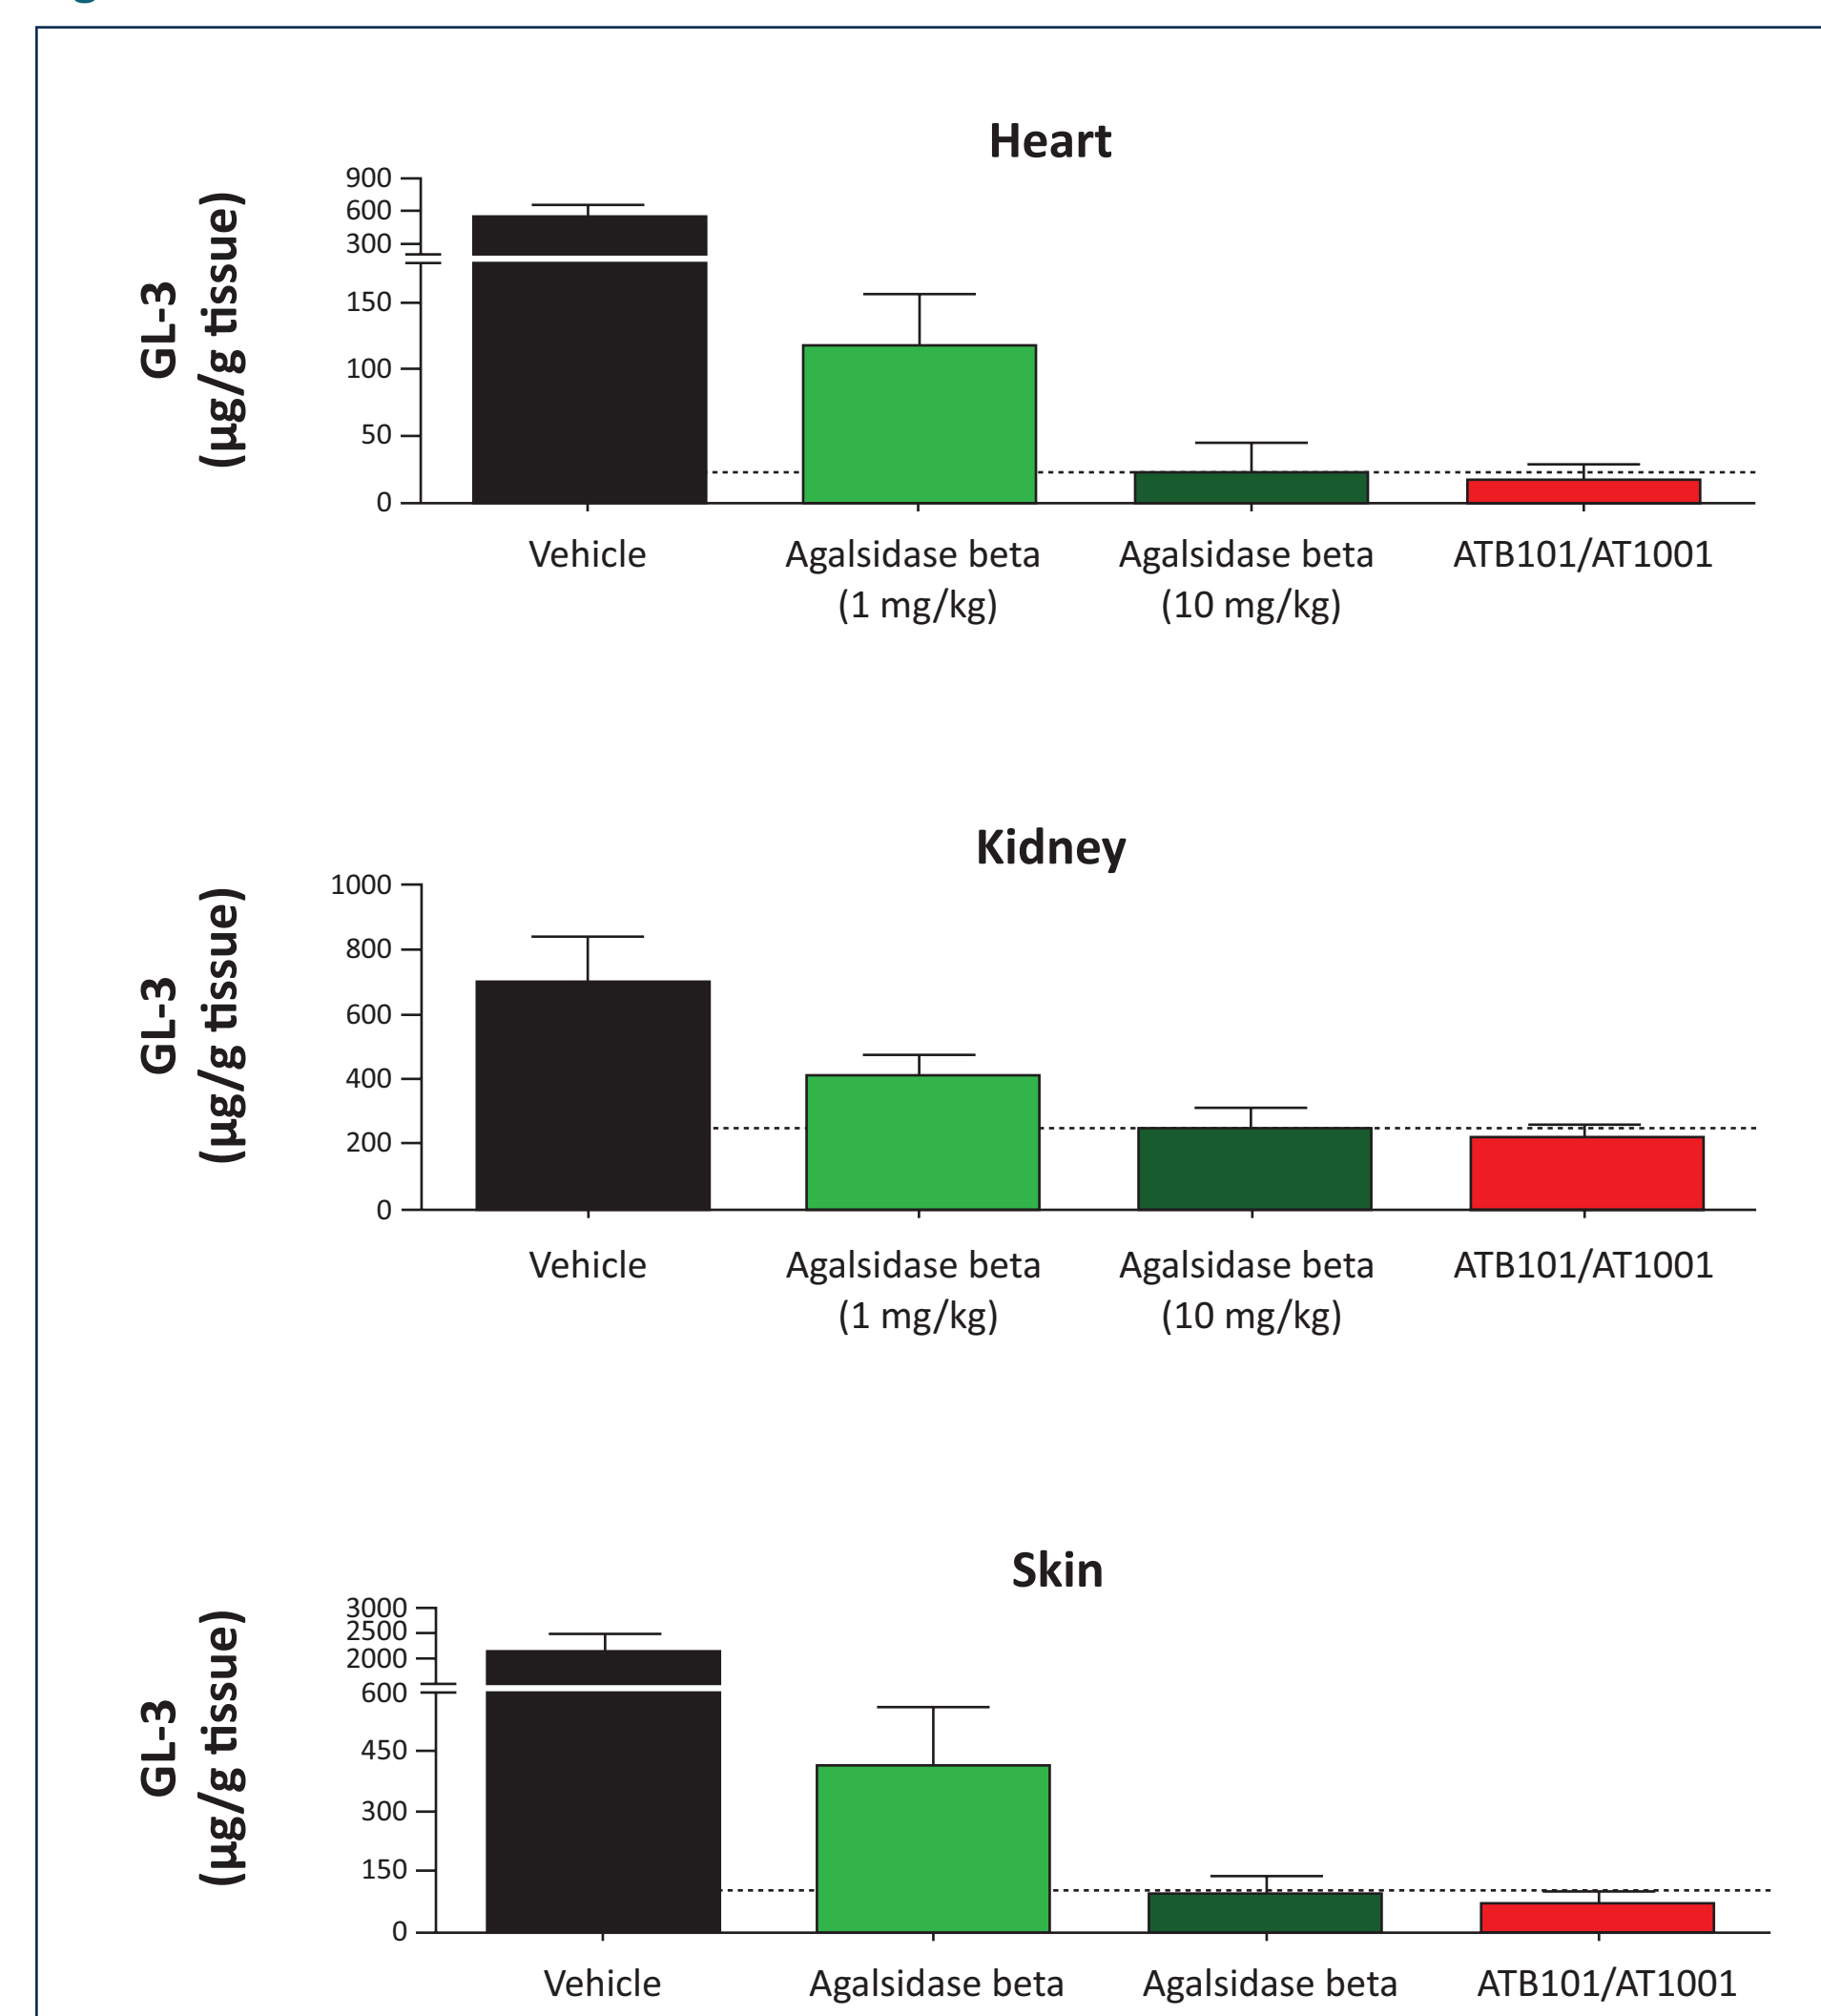 Heart
GL-3
(µg/g tissue)
900
600
300
150
100
50
0
Vehicle
Agalsidase beta
(1 mg/kg)
Agalsidase beta
(10 mg/kg)
ATB101/AT1001
Kidney
GL-3
(µg/g tissue)
1000
800
600
400
200
0
Vehicle
Agalsidase beta
(1 mg/kg)
Agalsidase beta
(10 mg/kg)
ATB101/AT1001
Skin
GL-3
(µg/g tissue)
3000
2500
2000
600
450
300
150
0
Vehicle
Agalsidase beta
Agalsidase beta
ATB101/AT1001